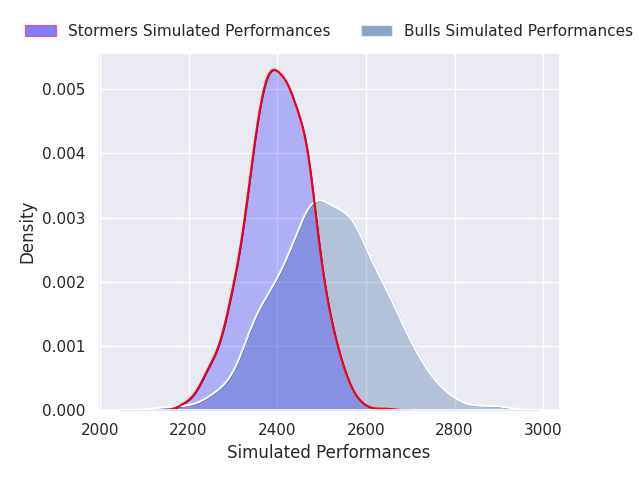 Stormers Simulated Performances Bulls Simulated Performances
0.005
0.004
0.003
0.002
0.001
0.000
Density
2000 2200 2400 2600 2800 3000
Simulated Performances